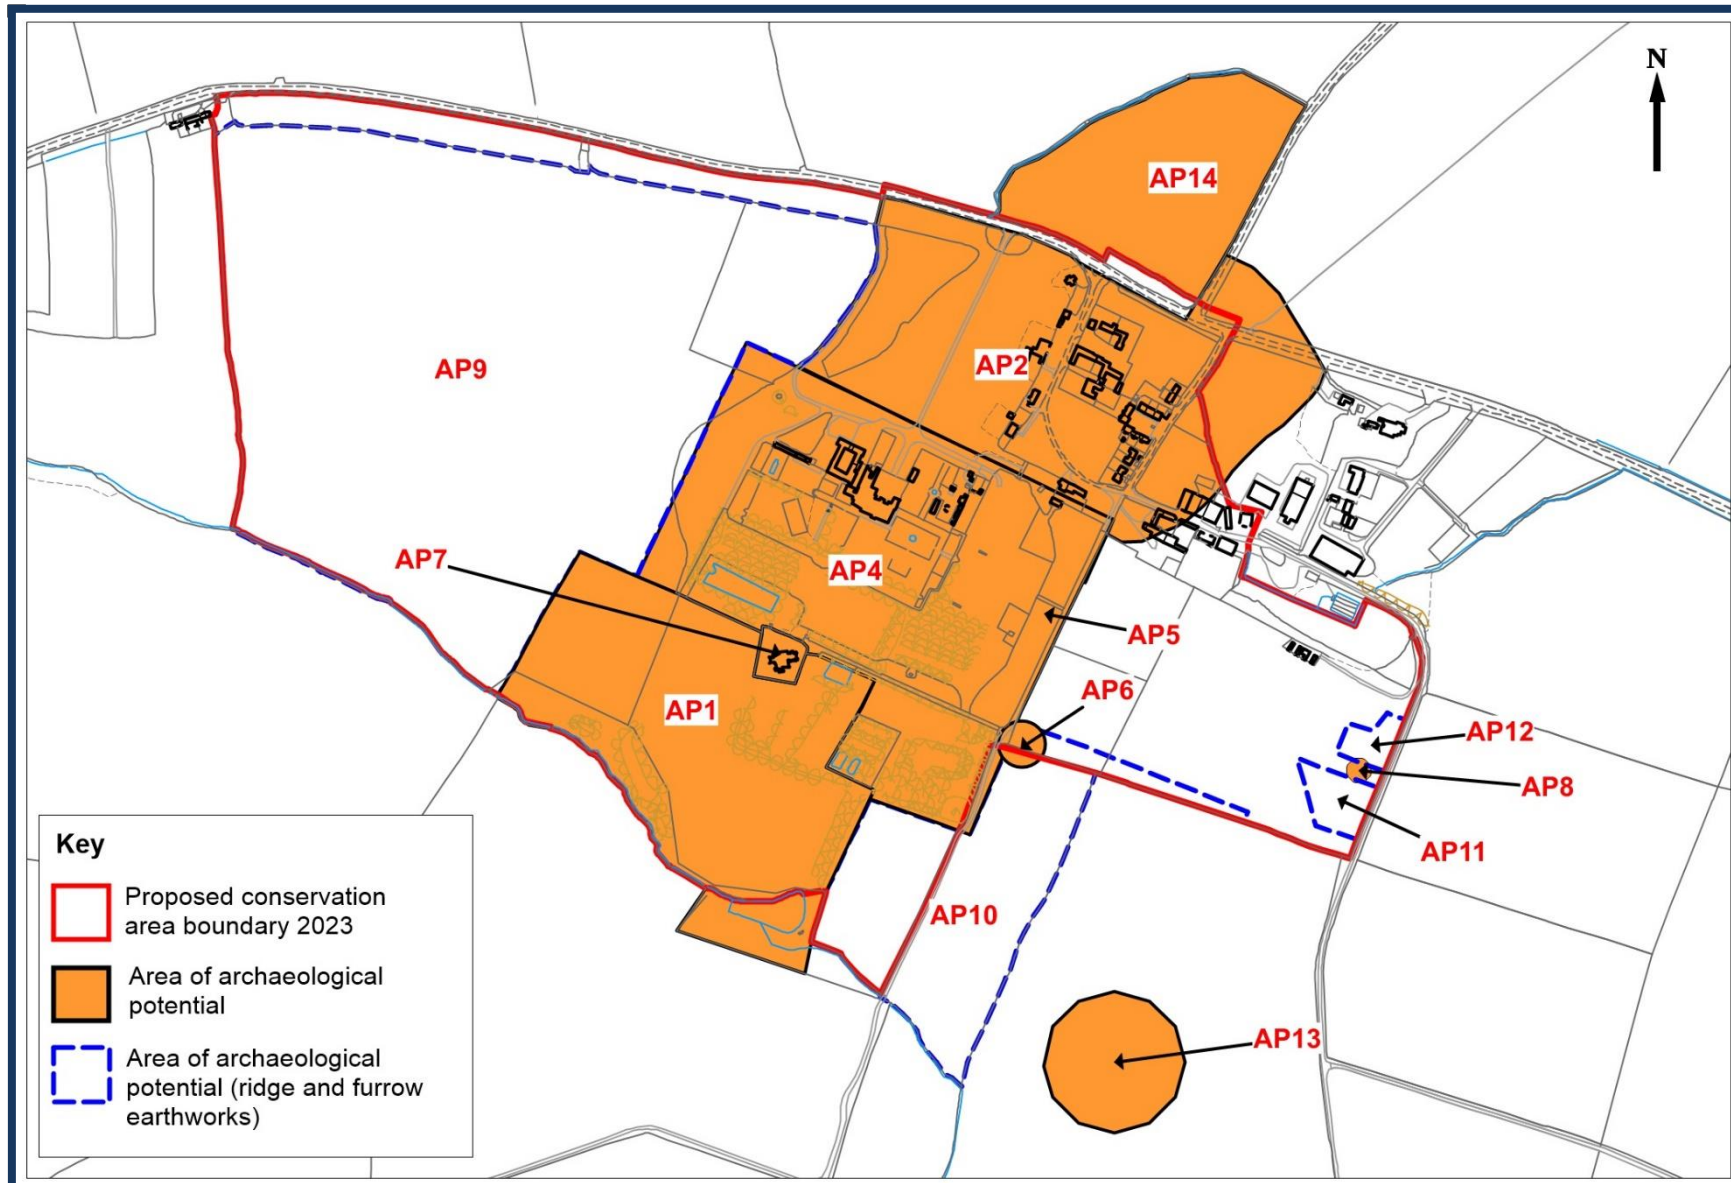 N
AP14
AP2
AP9
AP7
AP4
AP5
AP6
AP1
AP12
AP8
AP11
AP10
AP13
Key
Proposed conservation
area boundary 2023
Area of archaeological
potential
Area of archaeological
potential (ridge and furrow
earthworks)